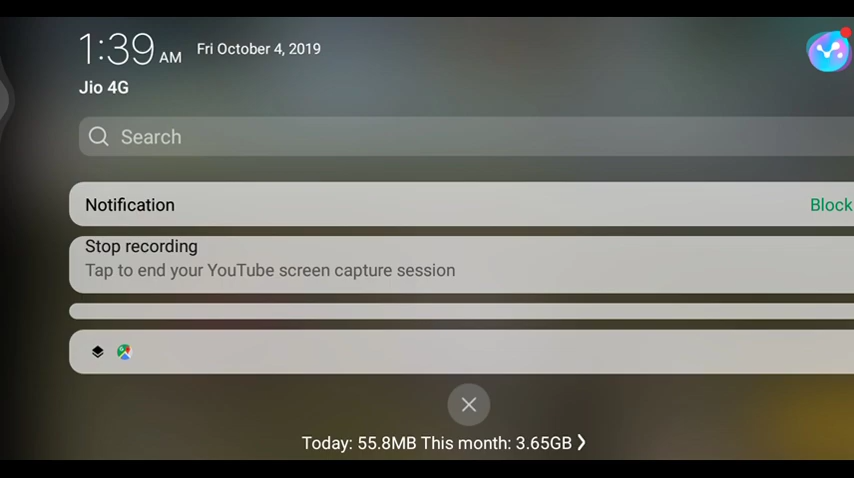 1:39 AM Fri October 4, 2019
Jio 4G
Search
Notification Block
Stop recording
Tap to end your YouTube screen capture session
Today: 55.8MB This month: 3.65GB ❯